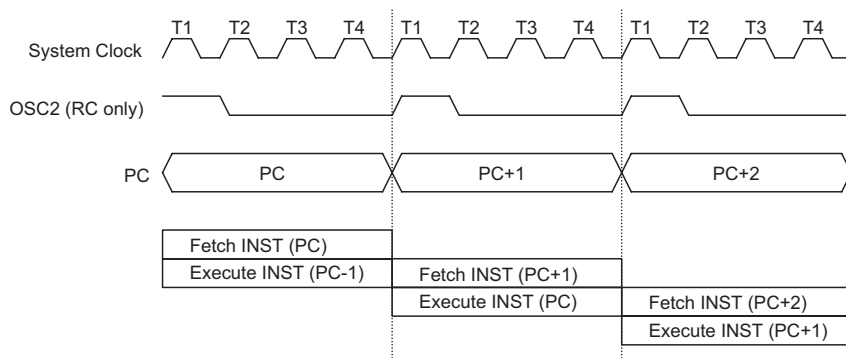 T1 T2 T3 T4 T1 T2 T3 T4 T1 T2 T3 T4
System Clock
OSC2 (RC only)
PC PC PC+1 PC+2
Fetch INST (PC)
Execute INST (PC-1) Fetch INST (PC+1)
Execute INST (PC) Fetch INST (PC+2)
Execute INST (PC+1)